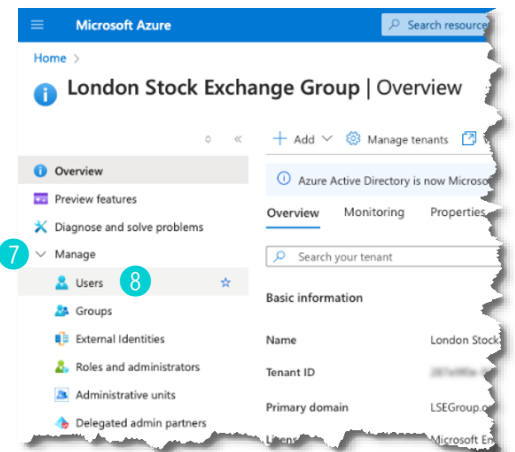 Microsoft Azure
Search resource
Home >
London Stock Exchange Group | Overview
+ Add
Manage tenants
Overview
Azure Active Directory is now Microsof
Preview features
Overview Monitoring Properties
Diagnose and solve problems
7 Manage
Search your tenant
Users 8
Basic information
Groups
External Identities
Name London Stock
Roles and administrators
Tenant ID
Administrative units
Primary domain LSEGroup.o
Delegated admin partners
Microsoft En